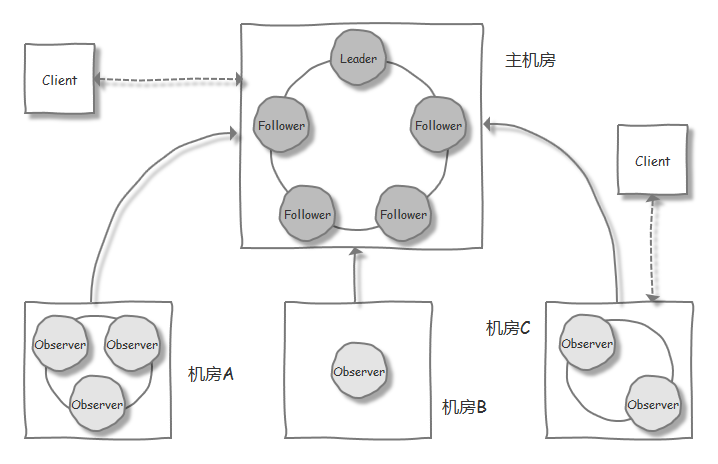 Client
Leader
主机房
Follower
Follower
Follower
Follower
Client
Observer
Observer
Observer
机房A
Observer
机房B
机房C
Observer
Observer